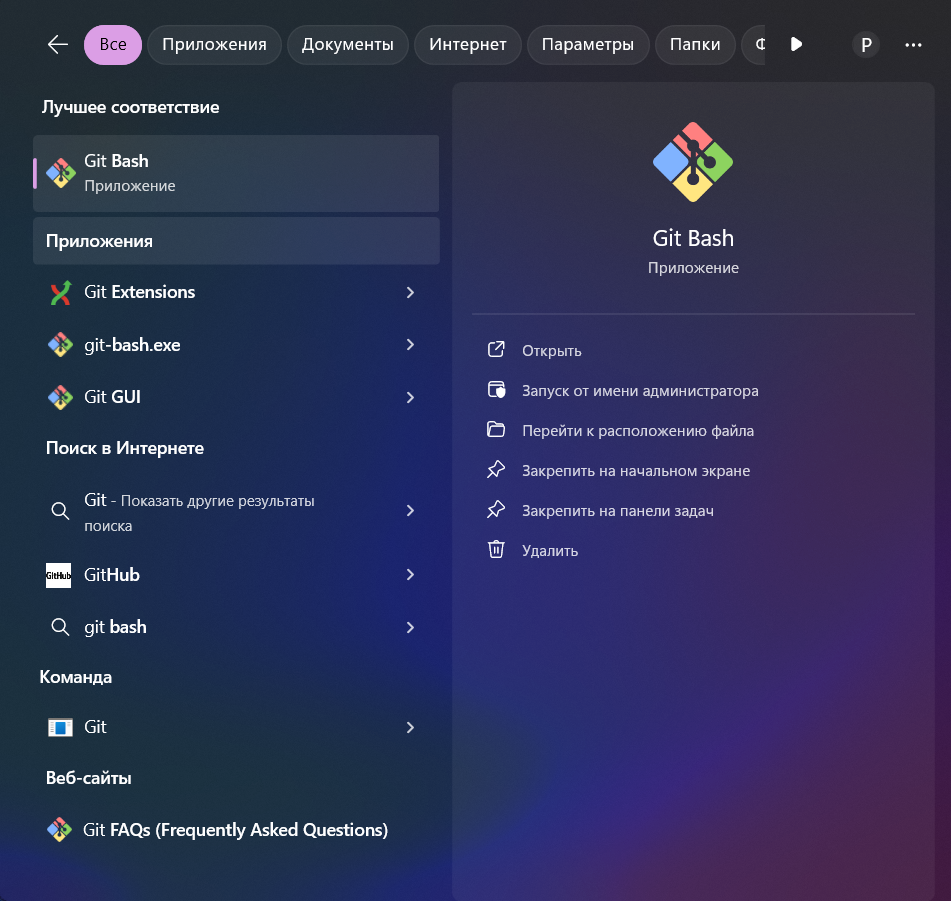 Все
Приложения
Документы
Интернет
Параметры
Папки
P
Лучшее соответствие
Git Bash
Приложение
Приложения
Git Extensions
git-bash.exe
Git GUI
Поиск в Интернете
Git - Показать другие результаты
поиска
GitHub
GitHub
git bash
Команда
Git
Веб-сайты
Git FAQs (Frequently Asked Questions)
Git Bash
Приложение
Открыть
Запуск от имени администратора
Перейти к расположению файла
Закрепить на начальном экране
Закрепить на панели задач
Удалить